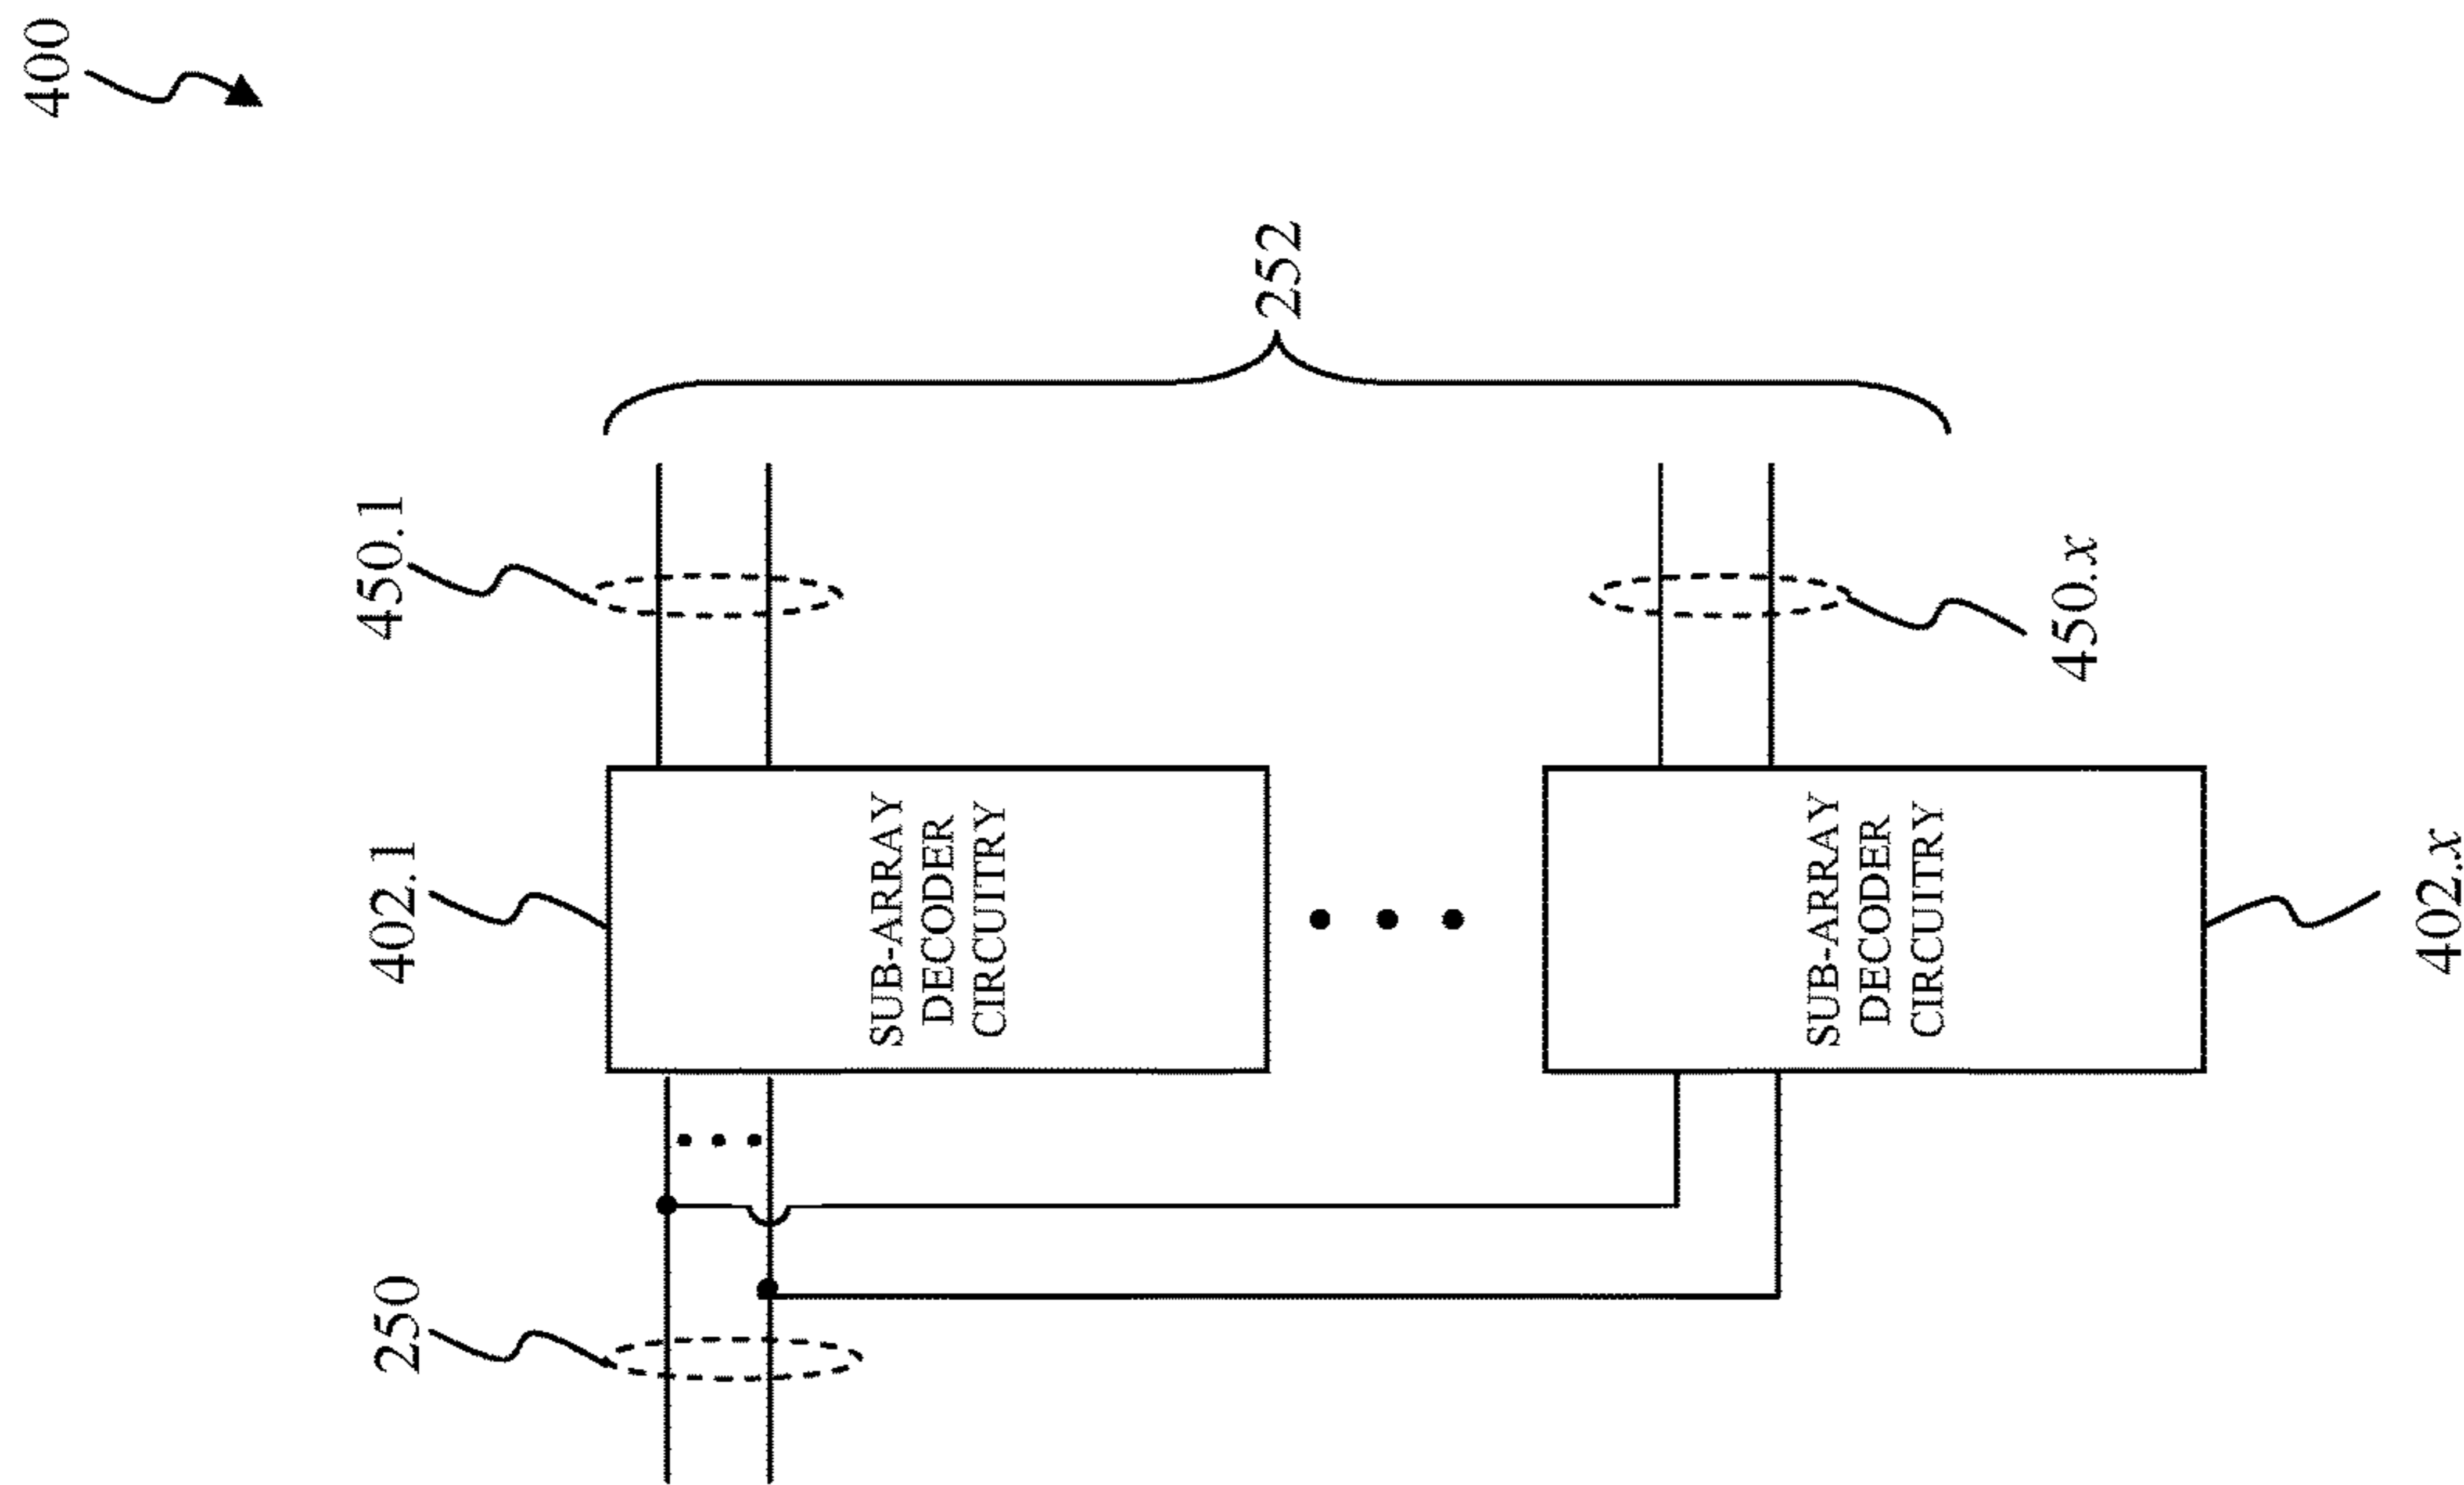 400
252
450.1
450.x
402.1
SUB-ARRAY
DECODER
CIRCUITRY
SUB-ARRAY
DECODER
CIRCUITRY
402.x
250